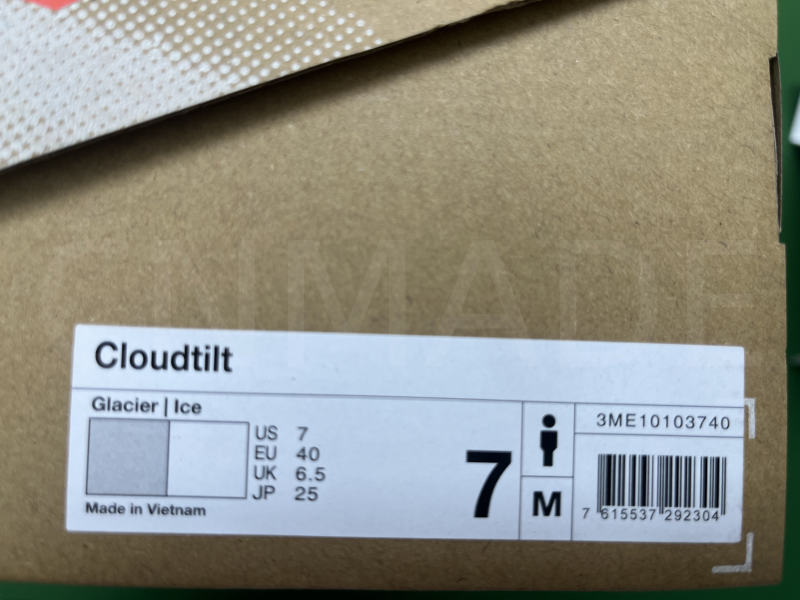 CNMADE
Cloudtilt
Glacier | Ice
US 7
EU 40
UK 6.5
JP 25
Made in Vietnam
7
M
3ME10103740
7 615537 292304